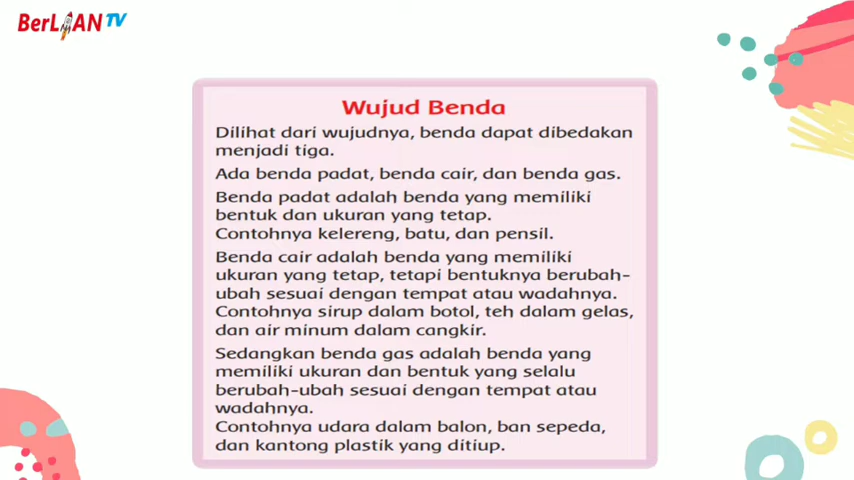 BerLIAN TV
Wujud Benda
Dilihat dari wujudnya, benda dapat dibedakan
menjadi tiga.
Ada benda padat, benda cair, dan benda gas.
Benda padat adalah benda yang memiliki
bentuk dan ukuran yang tetap.
Contohnya kelereng, batu, dan pensil.
Benda cair adalah benda yang memiliki
ukuran yang tetap, tetapi bentuknya berubah-
ubah sesuai dengan tempat atau wadahnya.
Contohnya sirup dalam botol, teh dalam gelas,
dan air minum dalam cangkir.
Sedangkan benda gas adalah benda yang
memiliki ukuran dan bentuk yang selalu
berubah-ubah sesuai dengan tempat atau
wadahnya.
Contohnya udara dalam balon, ban sepeda,
dan kantong plastik yang ditiup.